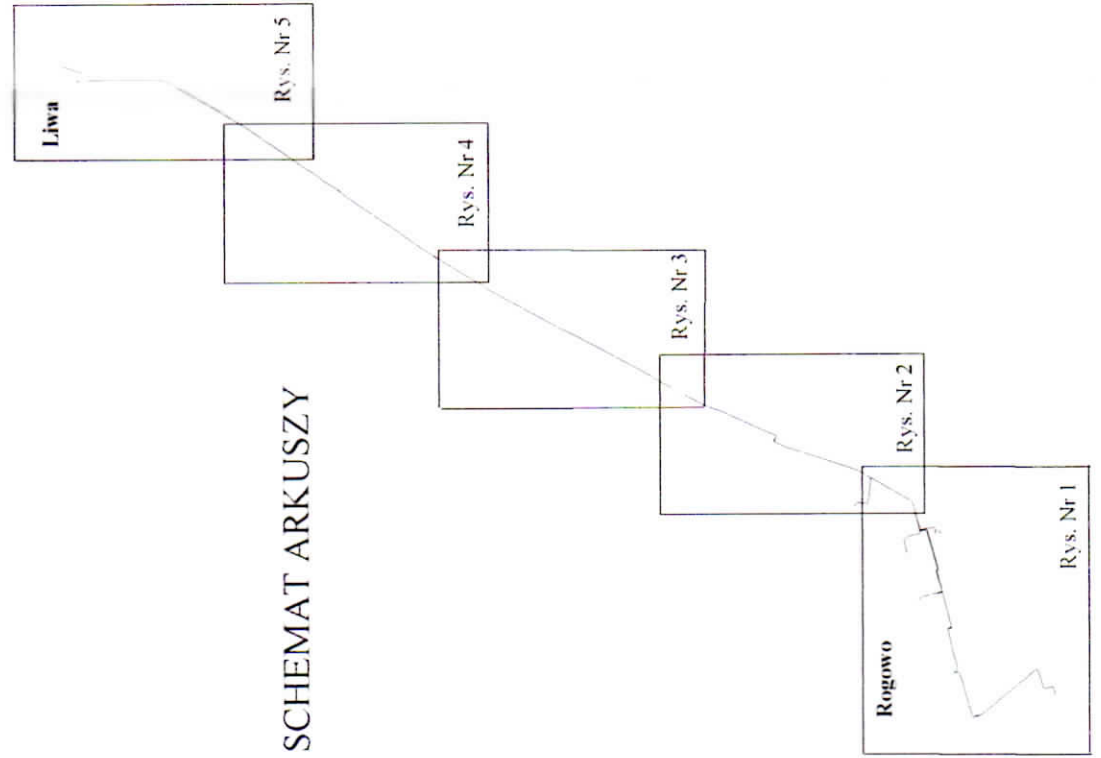 SCHEMAT ARKUSZY
Liwa
Rys. Nr 5
Rys. Nr 4
Rys. Nr 3
Rys. Nr 2
Rogowo
Rys. Nr 1